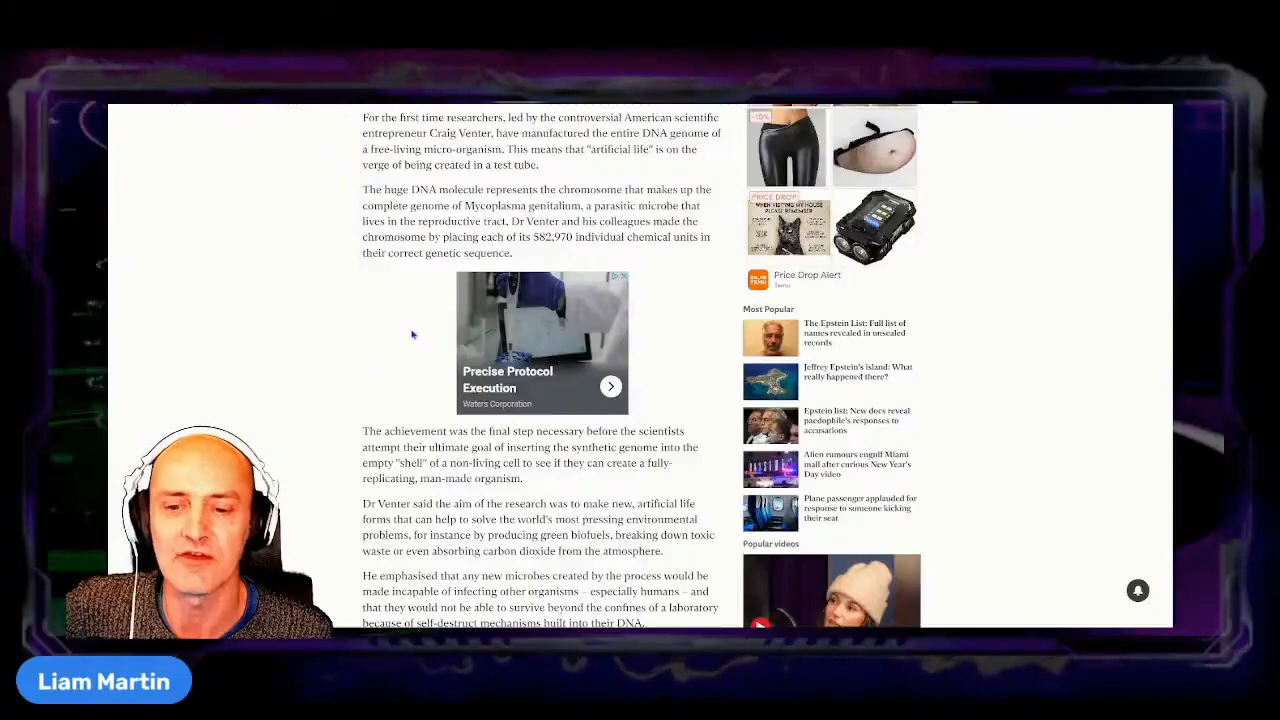 For the first time researchers, led by the controversial American scientific
entrepreneur Craig Venter, have manufactured the entire DNA genome of
a free-living micro-organism. This means that "artificial life" is on the
verge of being created in a test tube.
The huge DNA molecule represents the chromosome that makes up the
complete genome of Mycoplasma genitalium, a parasitic microbe that
lives in the reproductive tract. Dr Venter and his colleagues made the
chromosome by placing each of its 582,970 individual chemical units in
their correct genetic sequence.
Precise Protocol
Execution
Waters Corporation
The achievement was the final step necessary before the scientists
attempt their ultimate goal of inserting the synthetic genome into the
empty "shell" of a non-living cell to see if they can create a fully-
replicating, man-made organism.
Dr Venter said the aim of the research was to make new, artificial life
forms that can help to solve the world's most pressing environmental
problems, for instance by producing green biofuels, breaking down toxic
waste or even absorbing carbon dioxide from the atmosphere.
He emphasised that any new microbes created by the process would be
made incapable of infecting other organisms – especially humans – and
that they would not be able to survive beyond the confines of a laboratory
because of self-destruct mechanisms built into their DNA.
-10%
PRICE DROP
WHEN VISITING MY HOUSE
PLEASE REMEMBER
Price Drop Alert
Temu
Most Popular
The Epstein List: Full list of
names revealed in unsealed
records
Jeffrey Epstein's island: What
really happened there?
Epstein list: New docs reveal
paedophile's responses to
accusations
Alien rumours engulf Miami
mall after curious New Year's
Day video
Plane passenger applauded for
response to someone kicking
their seat
Popular videos
Liam Martin